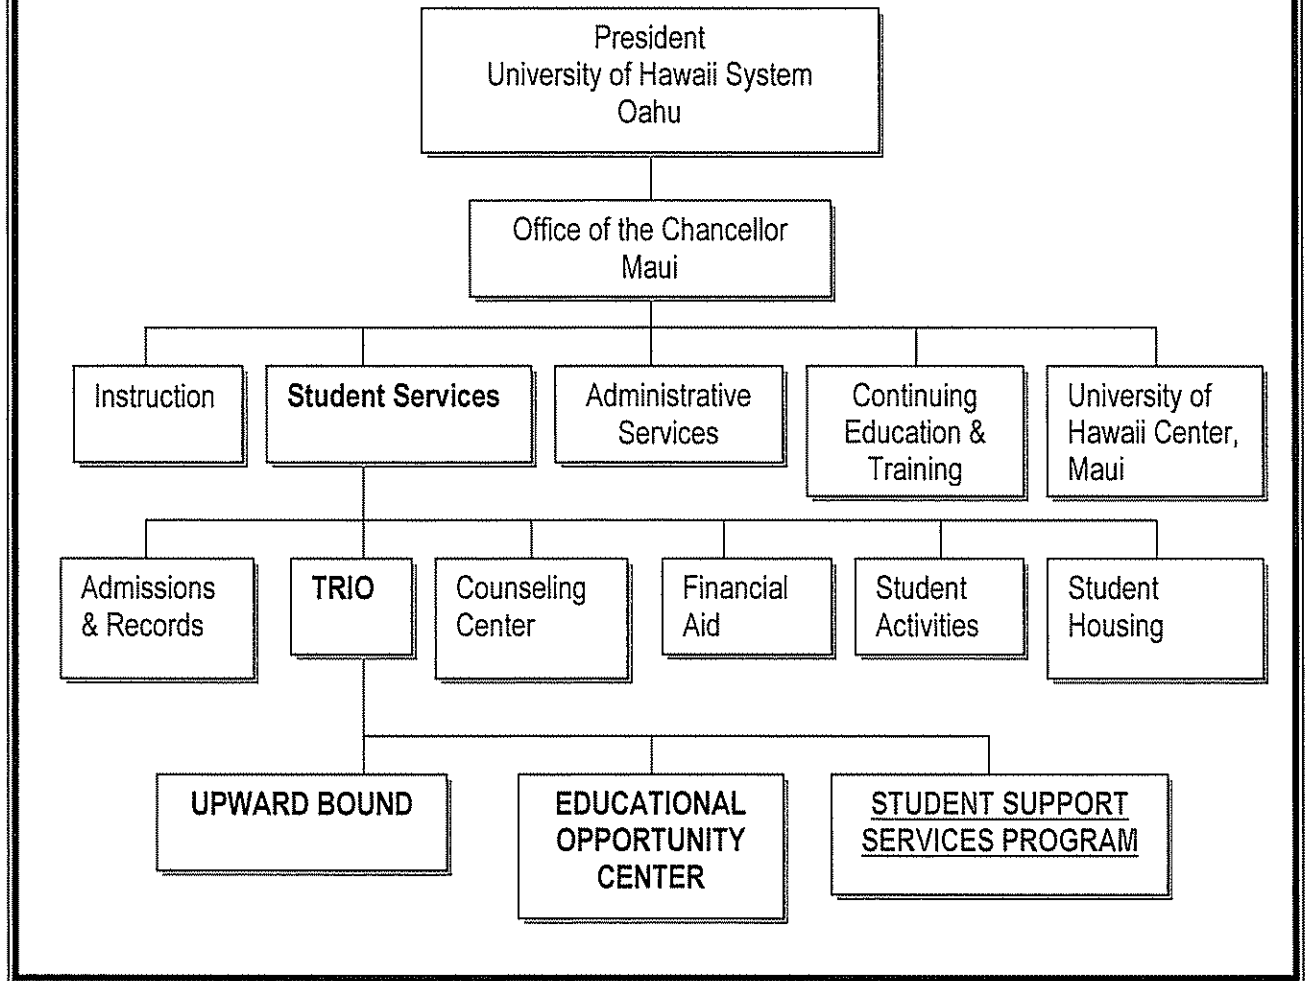 President
University of Hawaii System
Oahu
Office of the Chancellor
Maui
Instruction
Student Services
Administrative
Services
Continuing
Education &
Training
University of
Hawaii Center,
Maui
Admissions
& Records
TRIO
Counseling
Center
Financial
Aid
Student
Activities
Student
Housing
UPWARD BOUND
EDUCATIONAL
OPPORTUNITY
CENTER
STUDENT SUPPORT
SERVICES PROGRAM